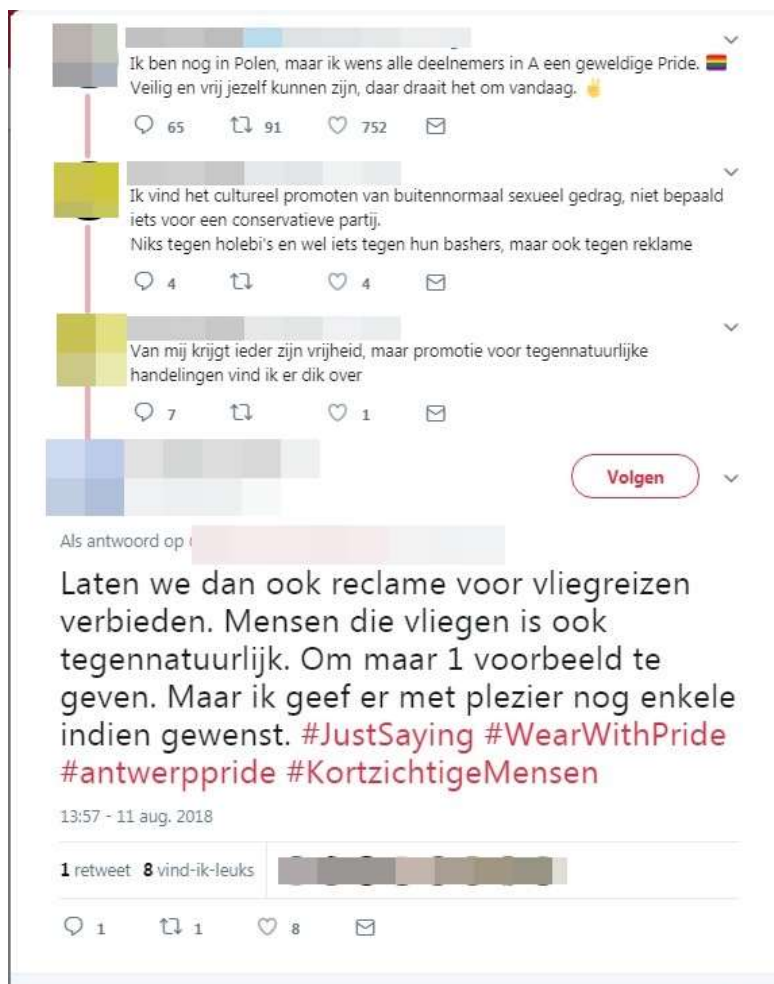 Ik ben nog in Polen, maar ik wens alle deelnemers in A een geweldige Pride.
Veilig en vrij jezelf kunnen zijn, daar draait het om vandaag.
65 91 752
Ik vind het cultureel promoten van buitennormaal sexueel gedrag, niet bepaald
iets voor een conservatieve partij.
Niks tegen holebi's en wel iets tegen hun bashers, maar ook tegen reklame
4 4
Van mij krijgt ieder zijn vrijheid, maar promotie voor tegennatuurlijke
handelingen vind ik er dik over
7 1
Volgen
Als antwoord op
Laten we dan ook reclame voor vliegreizen
verbieden. Mensen die vliegen is ook
tegennatuurlijk. Om maar 1 voorbeeld te
geven. Maar ik geef er met plezier nog enkele
indien gewenst. #JustSaying #WearWithPride
#antwerppride #KortzichtigeMensen
13:57 - 11 aug. 2018
1 retweet 8 vind-ik-leuks
1 1 8